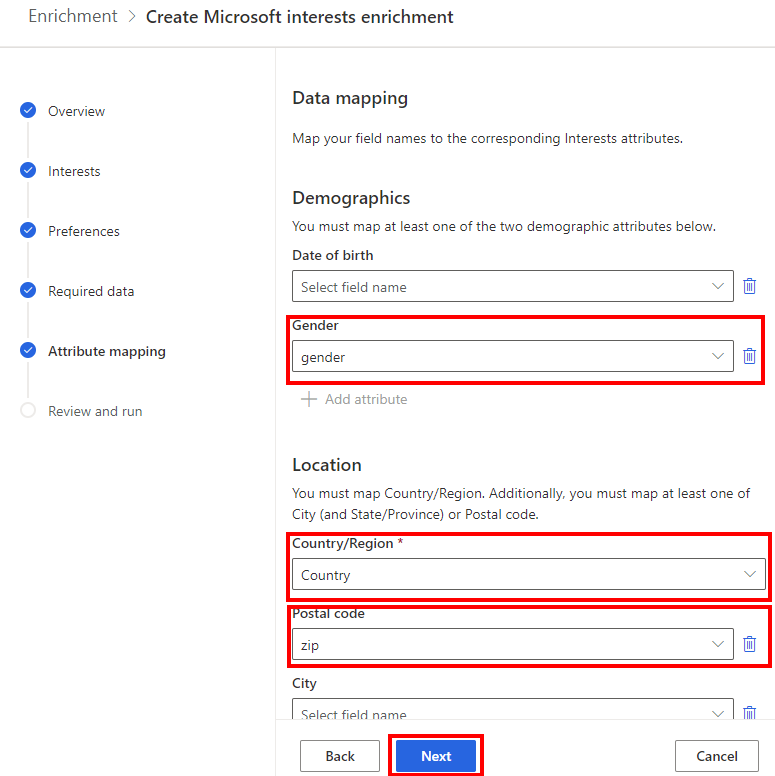 Enrichment > Create Microsoft interests enrichment
Overview
Interests
Preferences
Required data
Attribute mapping
Review and run
Data mapping
Map your field names to the corresponding Interests attributes.
Demographics
You must map at least one of the two demographic attributes below.
Date of birth
Select field name
Gender
gender
Add attribute
Location
You must map Country/Region. Additionally, you must map at least one of
City (and State/Province) or Postal code.
Country/Region *
Country
Postal code
zip
City
Select field name
Back
Next
Cancel